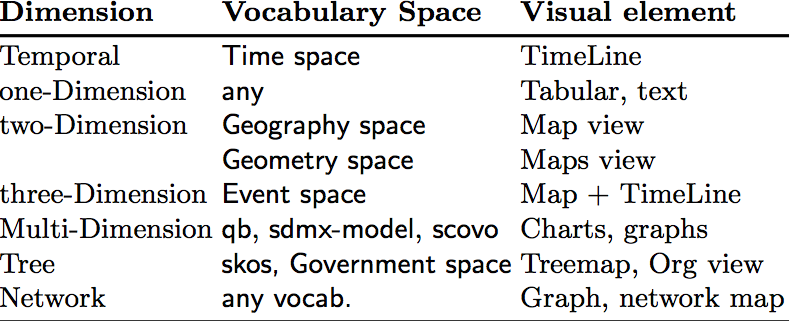 Dimension Vocabulary Space Visual element
Temporal Time space TimeLine
one-Dimension any Tabular, text
two-Dimension Geography space Map view
Geometry space Maps view
three-Dimension Event space Map + TimeLine
Multi-Dimension qb, sdmx-model, scovo Charts, graphs
Tree skos, Government space Treemap, Org view
Network any vocab. Graph, network map